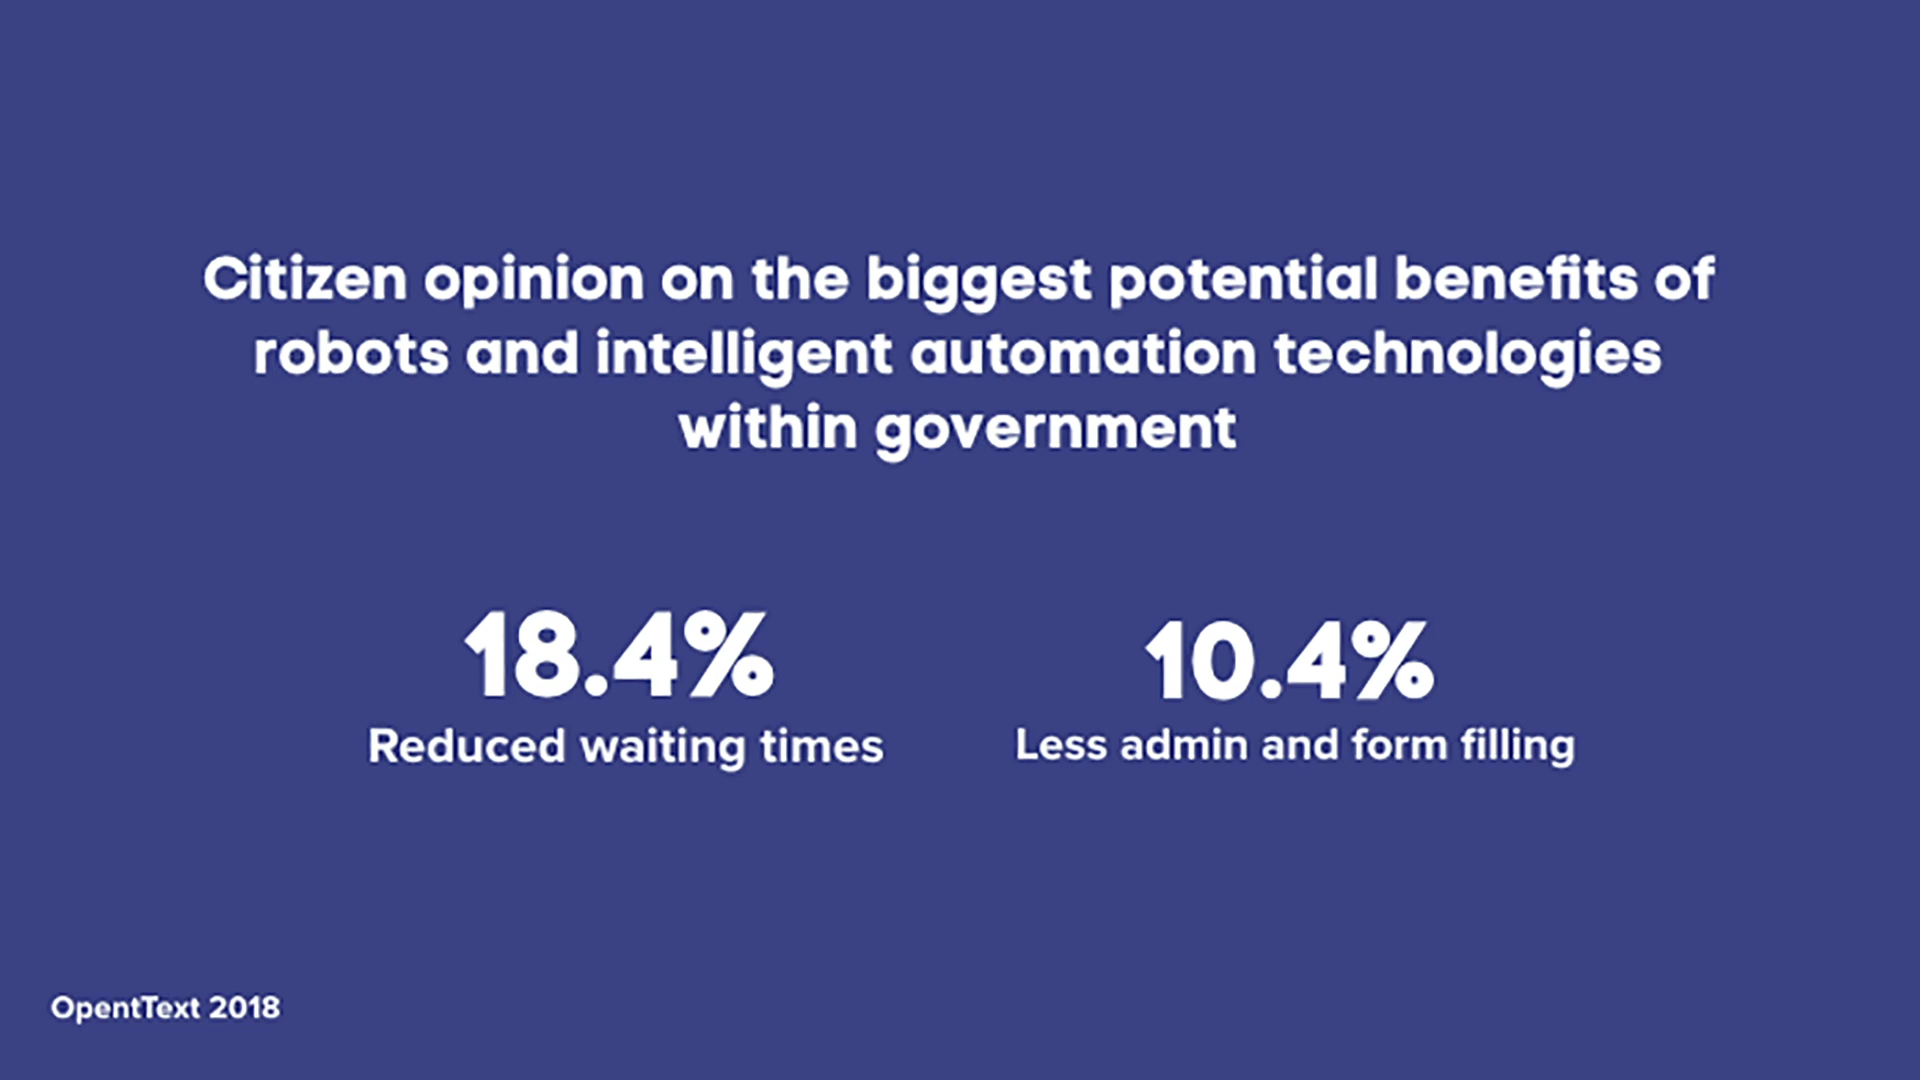 Citizen opinion on the biggest potential benefits of
robots and intelligent automation technologies
within government
18.4%
Reduced waiting times
10.4%
Less admin and form filling
OpentText 2018